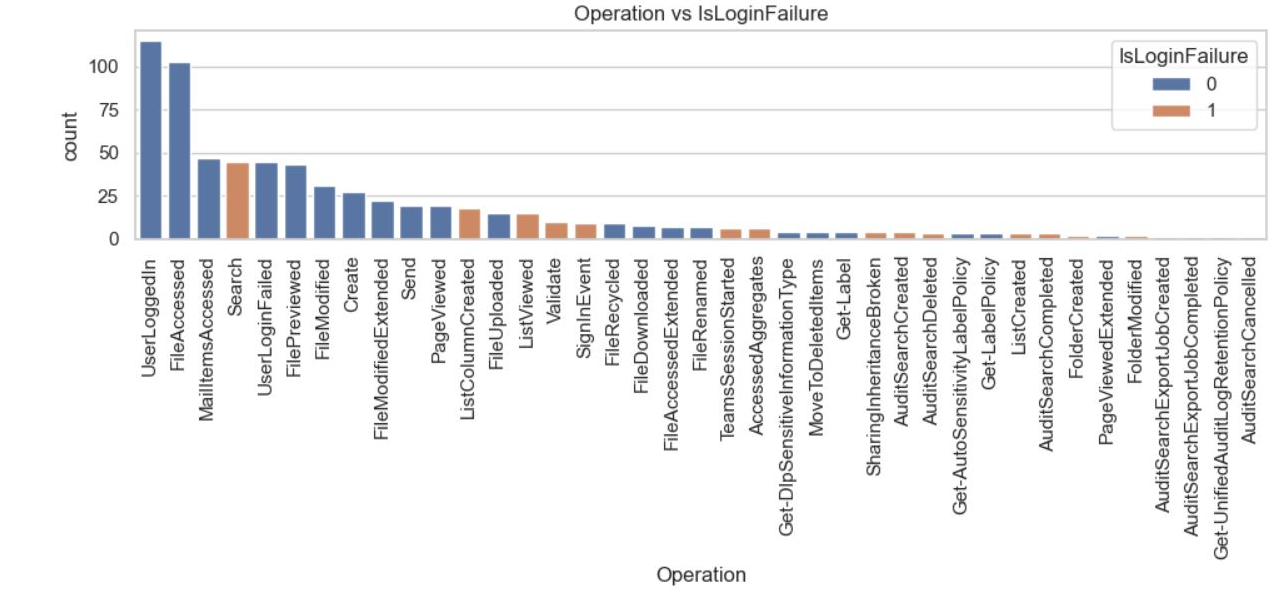 Operation vs IsLoginFailure
IsLoginFailure
0
1
count
100
75
50
25
0
UserLoggedIn
FileAccessed
MailItemsAccessed
Search
UserLoginFailed
FilePreviewed
FileModified
Create
FileModifiedExtended
Send
PageViewed
ListColumnCreated
FileUploaded
ListViewed
Validate
SignInEvent
FileRecycled
FileDownloaded
FileAccessedExtended
FileRenamed
TeamsSessionStarted
AccessedAggregates
Get-DlpSensitiveInformationType
MoveToDeletedItems
Get-Label
SharingInheritanceBroken
AuditSearchCreated
AuditSearchDeleted
Get-AutoSensitivityLabelPolicy
Get-LabelPolicy
ListCreated
AuditSearchCompleted
FolderCreated
PageViewedExtended
FolderModified
AuditSearchExportJobCreated
AuditSearchExportJobCompleted
Get-UnifiedAuditLogRetentionPolicy
AuditSearchCancelled
Operation